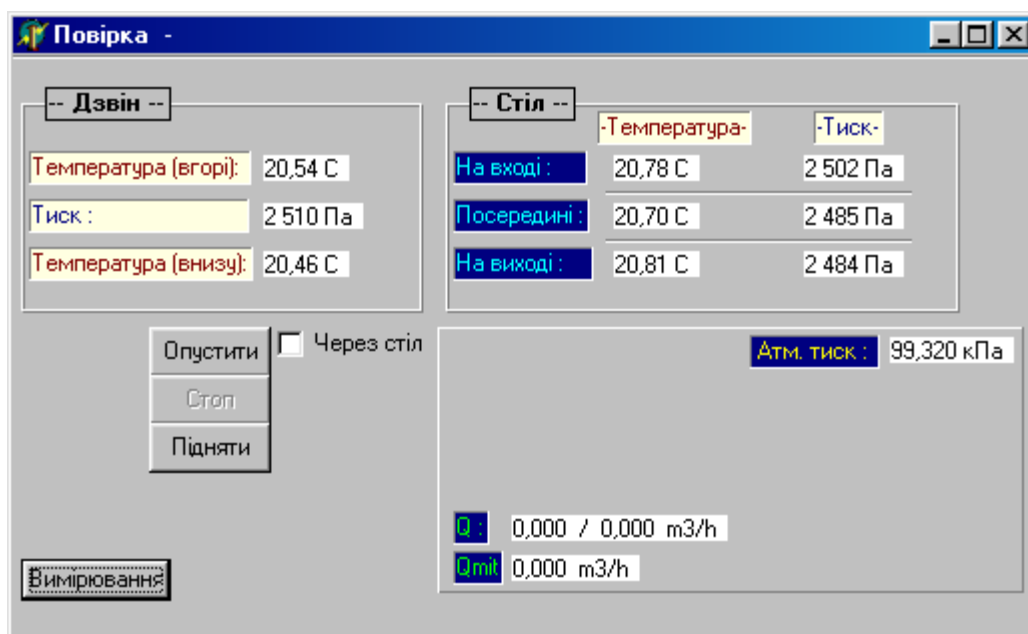 Повірка -
-- Дзвін --
Температура (вгорі): 20,54 C
Тиск : 2 510 Па
Температура (внизу): 20,46 C
-- Стіл --
-Температура- -Тиск-
На вході : 20,78 C 2 502 Па
Посередині : 20,70 C 2 485 Па
На виході : 20,81 C 2 484 Па
Опустити
Через стіл
Стоп
Підняти
Атм. тиск : 99,320 кПа
Q : 0,000 / 0,000 m3/h
Qmit 0,000 m3/h
Вимірювання